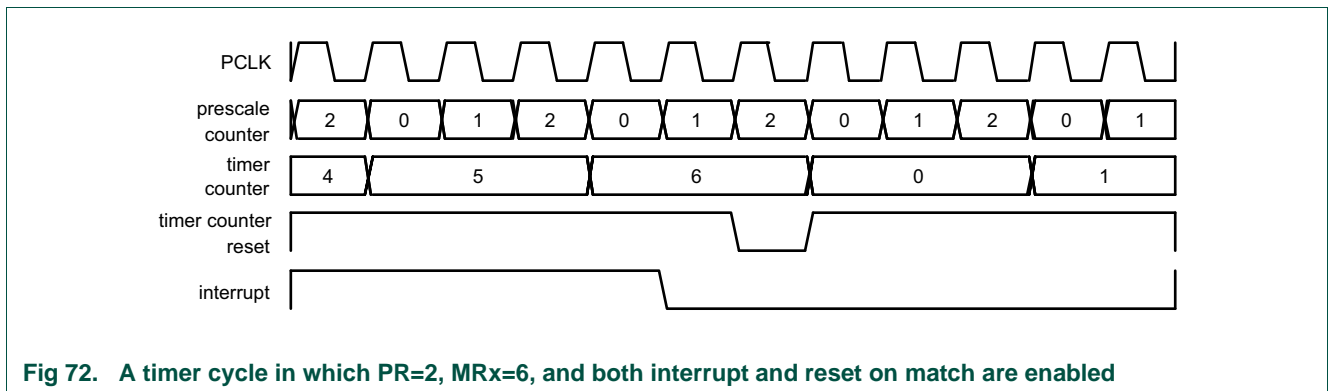 PCLK
prescale
counter
2 0 1 2 0 1 2 0 1 2 0 1
timer
counter
4 5 6 0 1
timer counter
reset
interrupt
Fig 72. A timer cycle in which PR=2, MRx=6, and both interrupt and reset on match are enabled